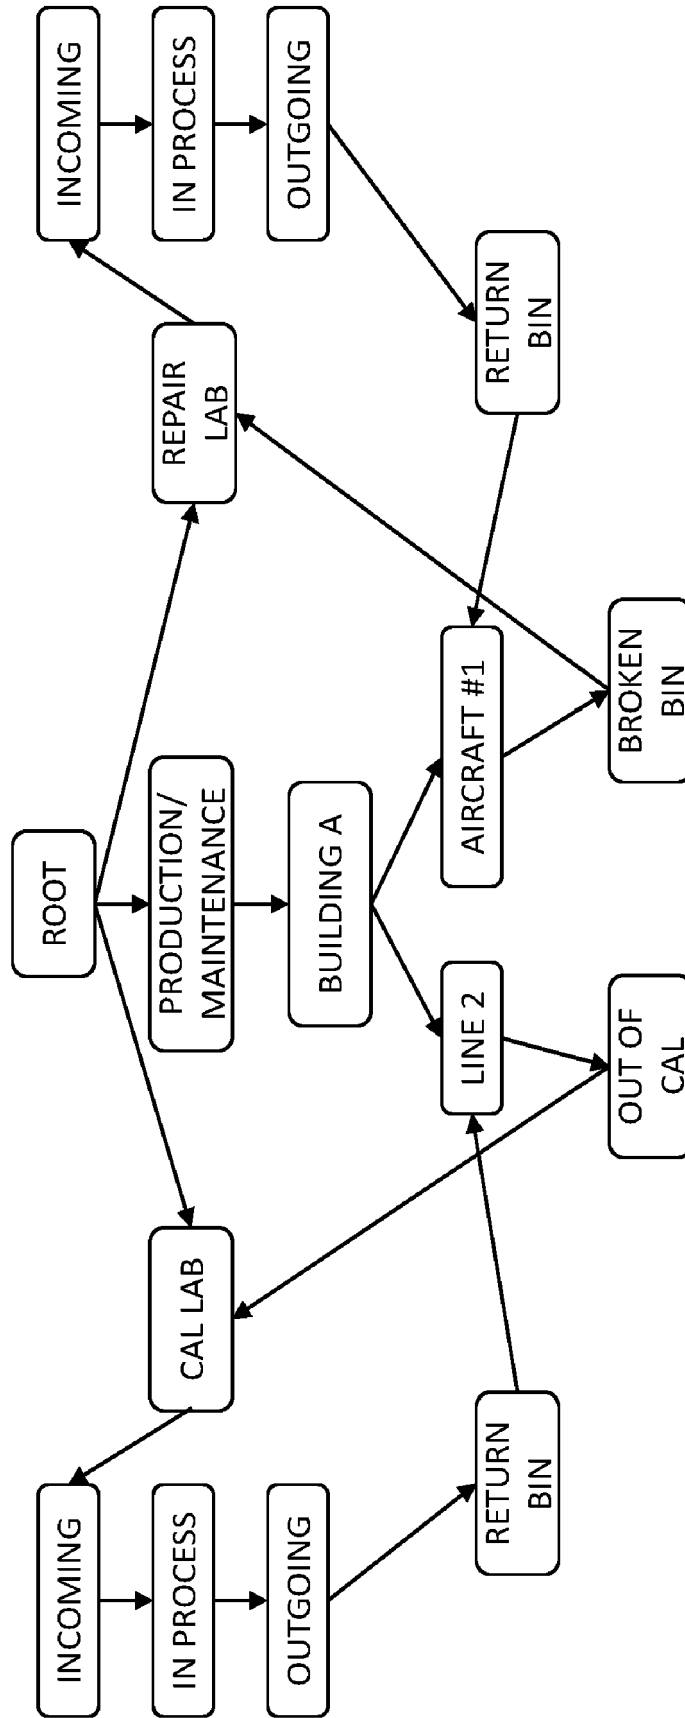 ROOT
INCOMING
IN PROCESS
OUTGOING
CAL LAB
PRODUCTION/
MAINTENANCE
REPAIR
LAB
INCOMING
IN PROCESS
OUTGOING
BUILDING A
RETURN
BIN
LINE 2
AIRCRAFT #1
RETURN
BIN
OUT OF
CAL
BROKEN
BIN